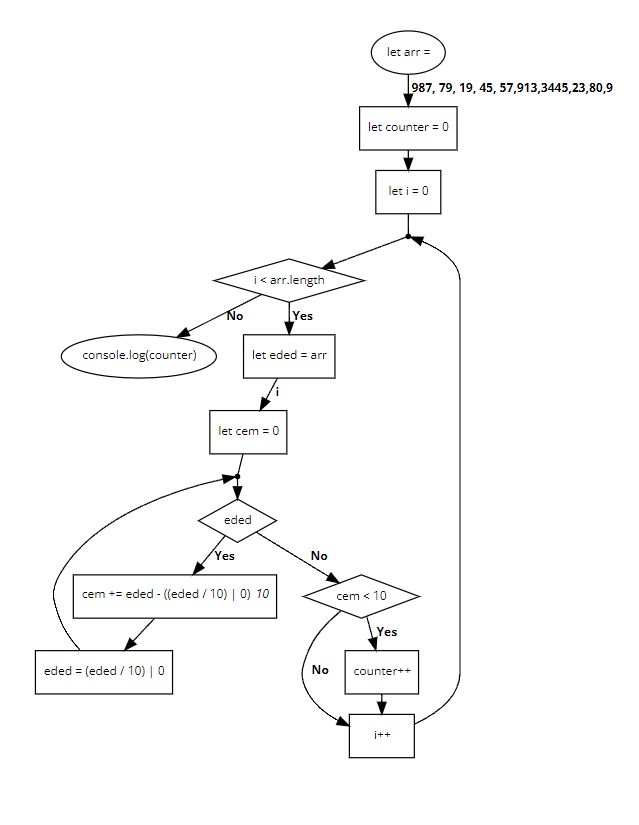 let arr =
987, 79, 19, 45, 57,913,3445,23,80,9
let counter = 0
let i = 0
i < arr.length
No
Yes
console.log(counter)
let eded = arr
i
let cem = 0
eded
Yes
No
cem += eded - ((eded / 10) | 0) 10
cem < 10
Yes
eded = (eded / 10) | 0
No
counter++
i++